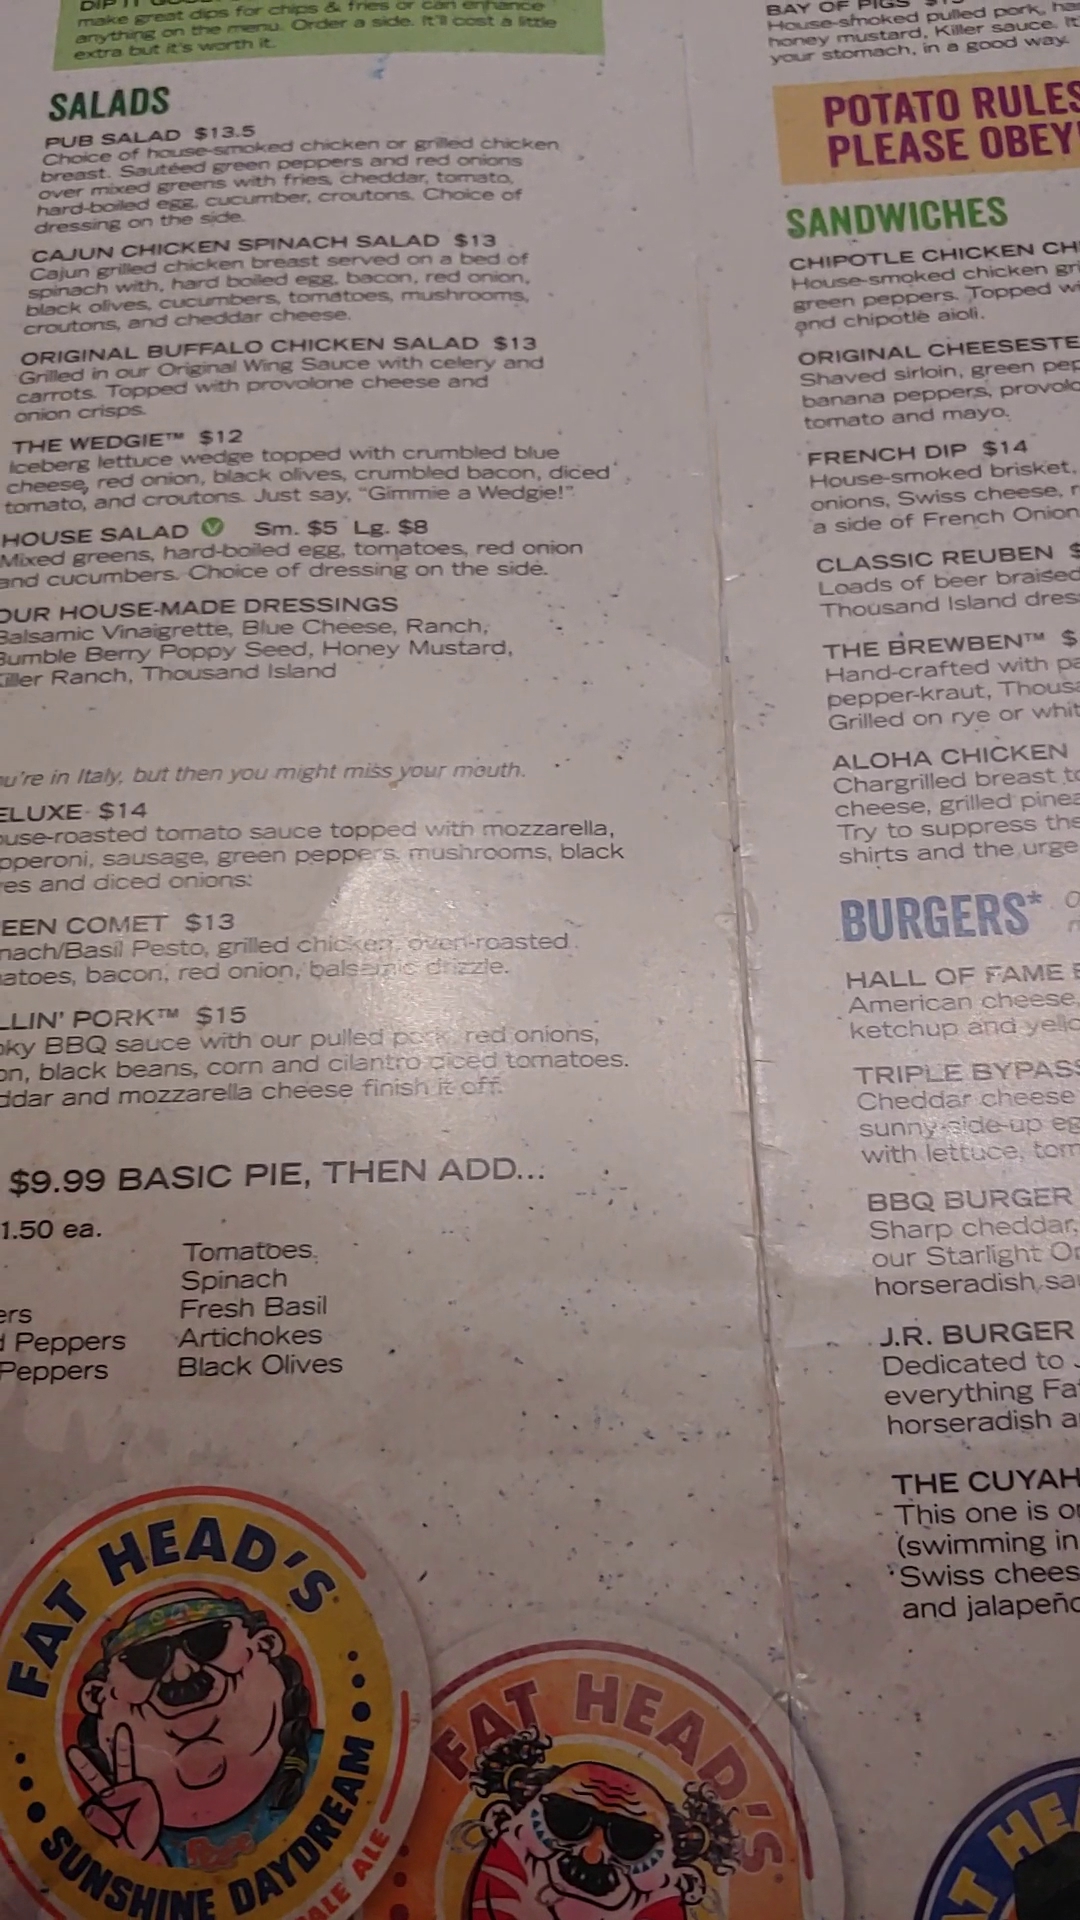 make great dips for chips & fries or can enhance
anything on the menu. Order a side. It'll cost a little
extra but it's worth it.
SALADS
PUB SALAD $13.5
Choice of house-smoked chicken or grilled chicken
breast. Sautéed green peppers and red onions
over mixed greens with fries, cheddar, tomato,
hard-boiled egg, cucumber, croutons. Choice of
dressing on the side.
CAJUN CHICKEN SPINACH SALAD $13
Cajun grilled chicken breast served on a bed of
spinach with, hard boiled egg, bacon, red onion,
black olives, cucumbers, tomatoes, mushrooms,
croutons, and cheddar cheese.
ORIGINAL BUFFALO CHICKEN SALAD $13
Grilled in our Original Wing Sauce with celery and
carrots. Topped with provolone cheese and
onion crisps.
THE WEDGIE™ $12
Iceberg lettuce wedge topped with crumbled blue
cheese, red onion, black olives, crumbled bacon, diced
tomato, and croutons. Just say, "Gimmie a Wedgie!"
HOUSE SALAD V Sm. $5 Lg. $8
Mixed greens, hard-boiled egg, tomatoes, red onion
and cucumbers. Choice of dressing on the side.
OUR HOUSE-MADE DRESSINGS
Balsamic Vinaigrette, Blue Cheese, Ranch,
Bumble Berry Poppy Seed, Honey Mustard,
Killer Ranch, Thousand Island
ou're in Italy, but then you might miss your mouth.
ELUXE $14
ouse-roasted tomato sauce topped with mozzarella,
pperoni, sausage, green peppers, mushrooms, black
ves and diced onions.
EEN COMET $13
nach/Basil Pesto, grilled chicken, oven-roasted
atoes, bacon, red onion, balsamic drizzle.
LLIN' PORK™ $15
oky BBQ sauce with our pulled pork, red onions,
on, black beans, corn and cilantro diced tomatoes.
ddar and mozzarella cheese finish it off.
$9.99 BASIC PIE, THEN ADD...
1.50 ea.
Tomatoes
Spinach
ers Fresh Basil
d Peppers Artichokes
Peppers Black Olives
FAT HEAD'S
SUNSHINE DAYDREAM
ALE
FAT HEAD'S
BAY OF PIGS
House-smoked pulled pork, ha
honey mustard, Killer sauce. It
your stomach, in a good way.
POTATO RULES
PLEASE OBEY
SANDWICHES
CHIPOTLE CHICKEN CH
House-smoked chicken gri
green peppers. Topped wi
and chipotle aioli.
ORIGINAL CHEESESTE
Shaved sirloin, green pep
banana peppers, provolo
tomato and mayo.
FRENCH DIP $14
House-smoked brisket,
onions, Swiss cheese, r
a side of French Onion
CLASSIC REUBEN $
Loads of beer braised
Thousand Island dress
THE BREWBEN™ $
Hand-crafted with pa
pepper-kraut, Thousa
Grilled on rye or whit
ALOHA CHICKEN
Chargrilled breast to
cheese, grilled pinea
Try to suppress the
shirts and the urge
BURGERS*
HALL OF FAME B
American cheese,
ketchup and yello
TRIPLE BYPASS
Cheddar cheese
sunny-side-up eg
with lettuce, tom
BBQ BURGER
Sharp cheddar,
our Starlight On
horseradish sau
J.R. BURGER
Dedicated to J
everything Fat
horseradish a
THE CUYAH
This one is o
(swimming in
Swiss chees
and jalapeño
AT HEA